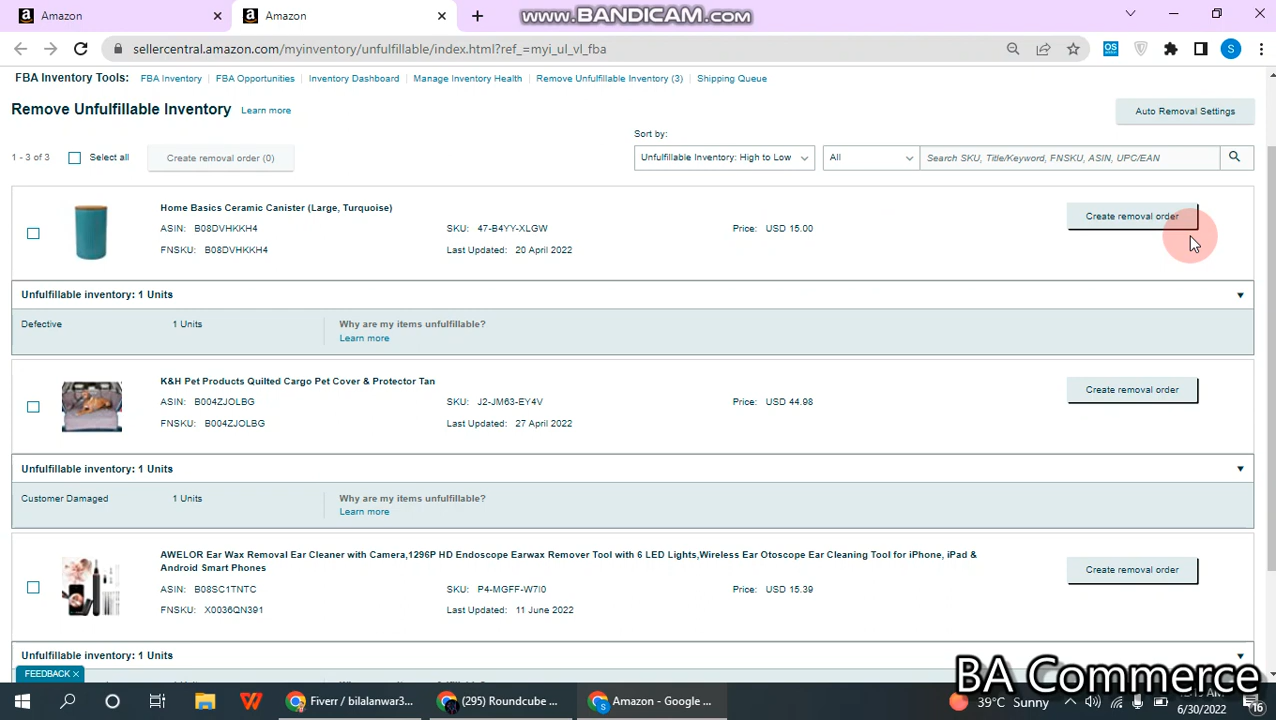 Amazon
Amazon
www.BANDICAM.com
sellercentral.amazon.com/myinventory/unfulfillable/index.html?ref_=myi_ul_vl_fba
FBA Inventory Tools: FBA Inventory | FBA Opportunities | Inventory Dashboard | Manage Inventory Health | Remove Unfulfillable Inventory (3) | Shipping Queue
Remove Unfulfillable Inventory Learn more
Auto Removal Settings
Sort by:
1 - 3 of 3 Select all Create removal order (0) Unfulfillable Inventory: High to Low All Search SKU, Title/Keyword, FNSKU, ASIN, UPC/EAN
Home Basics Ceramic Canister (Large, Turquoise)
Create removal order
ASIN: B08DVHKKH4 SKU: 47-B4YY-XLGW Price: USD 15.00
FNSKU: B08DVHKKH4 Last Updated: 20 April 2022
Unfulfillable inventory: 1 Units
Defective 1 Units Why are my items unfulfillable?
Learn more
K&H Pet Products Quilted Cargo Pet Cover & Protector Tan
Create removal order
ASIN: B004ZJOLBG SKU: J2-JM63-EY4V Price: USD 44.98
FNSKU: B004ZJOLBG Last Updated: 27 April 2022
Unfulfillable inventory: 1 Units
Customer Damaged 1 Units Why are my items unfulfillable?
Learn more
AWELOR Ear Wax Removal Ear Cleaner with Camera,1296P HD Endoscope Earwax Remover Tool with 6 LED Lights,Wireless Ear Otoscope Ear Cleaning Tool for iPhone, iPad &
Android Smart Phones
Create removal order
ASIN: B08SC1TNTC SKU: P4-MGFF-W7I0 Price: USD 15.39
FNSKU: X0036QN391 Last Updated: 11 June 2022
Unfulfillable inventory: 1 Units
FEEDBACK
BA Commerce
Fiverr / bilalanwar3... (295) Roundcube ... Amazon - Google ... 39°C Sunny
6/30/2022
16
S
OS